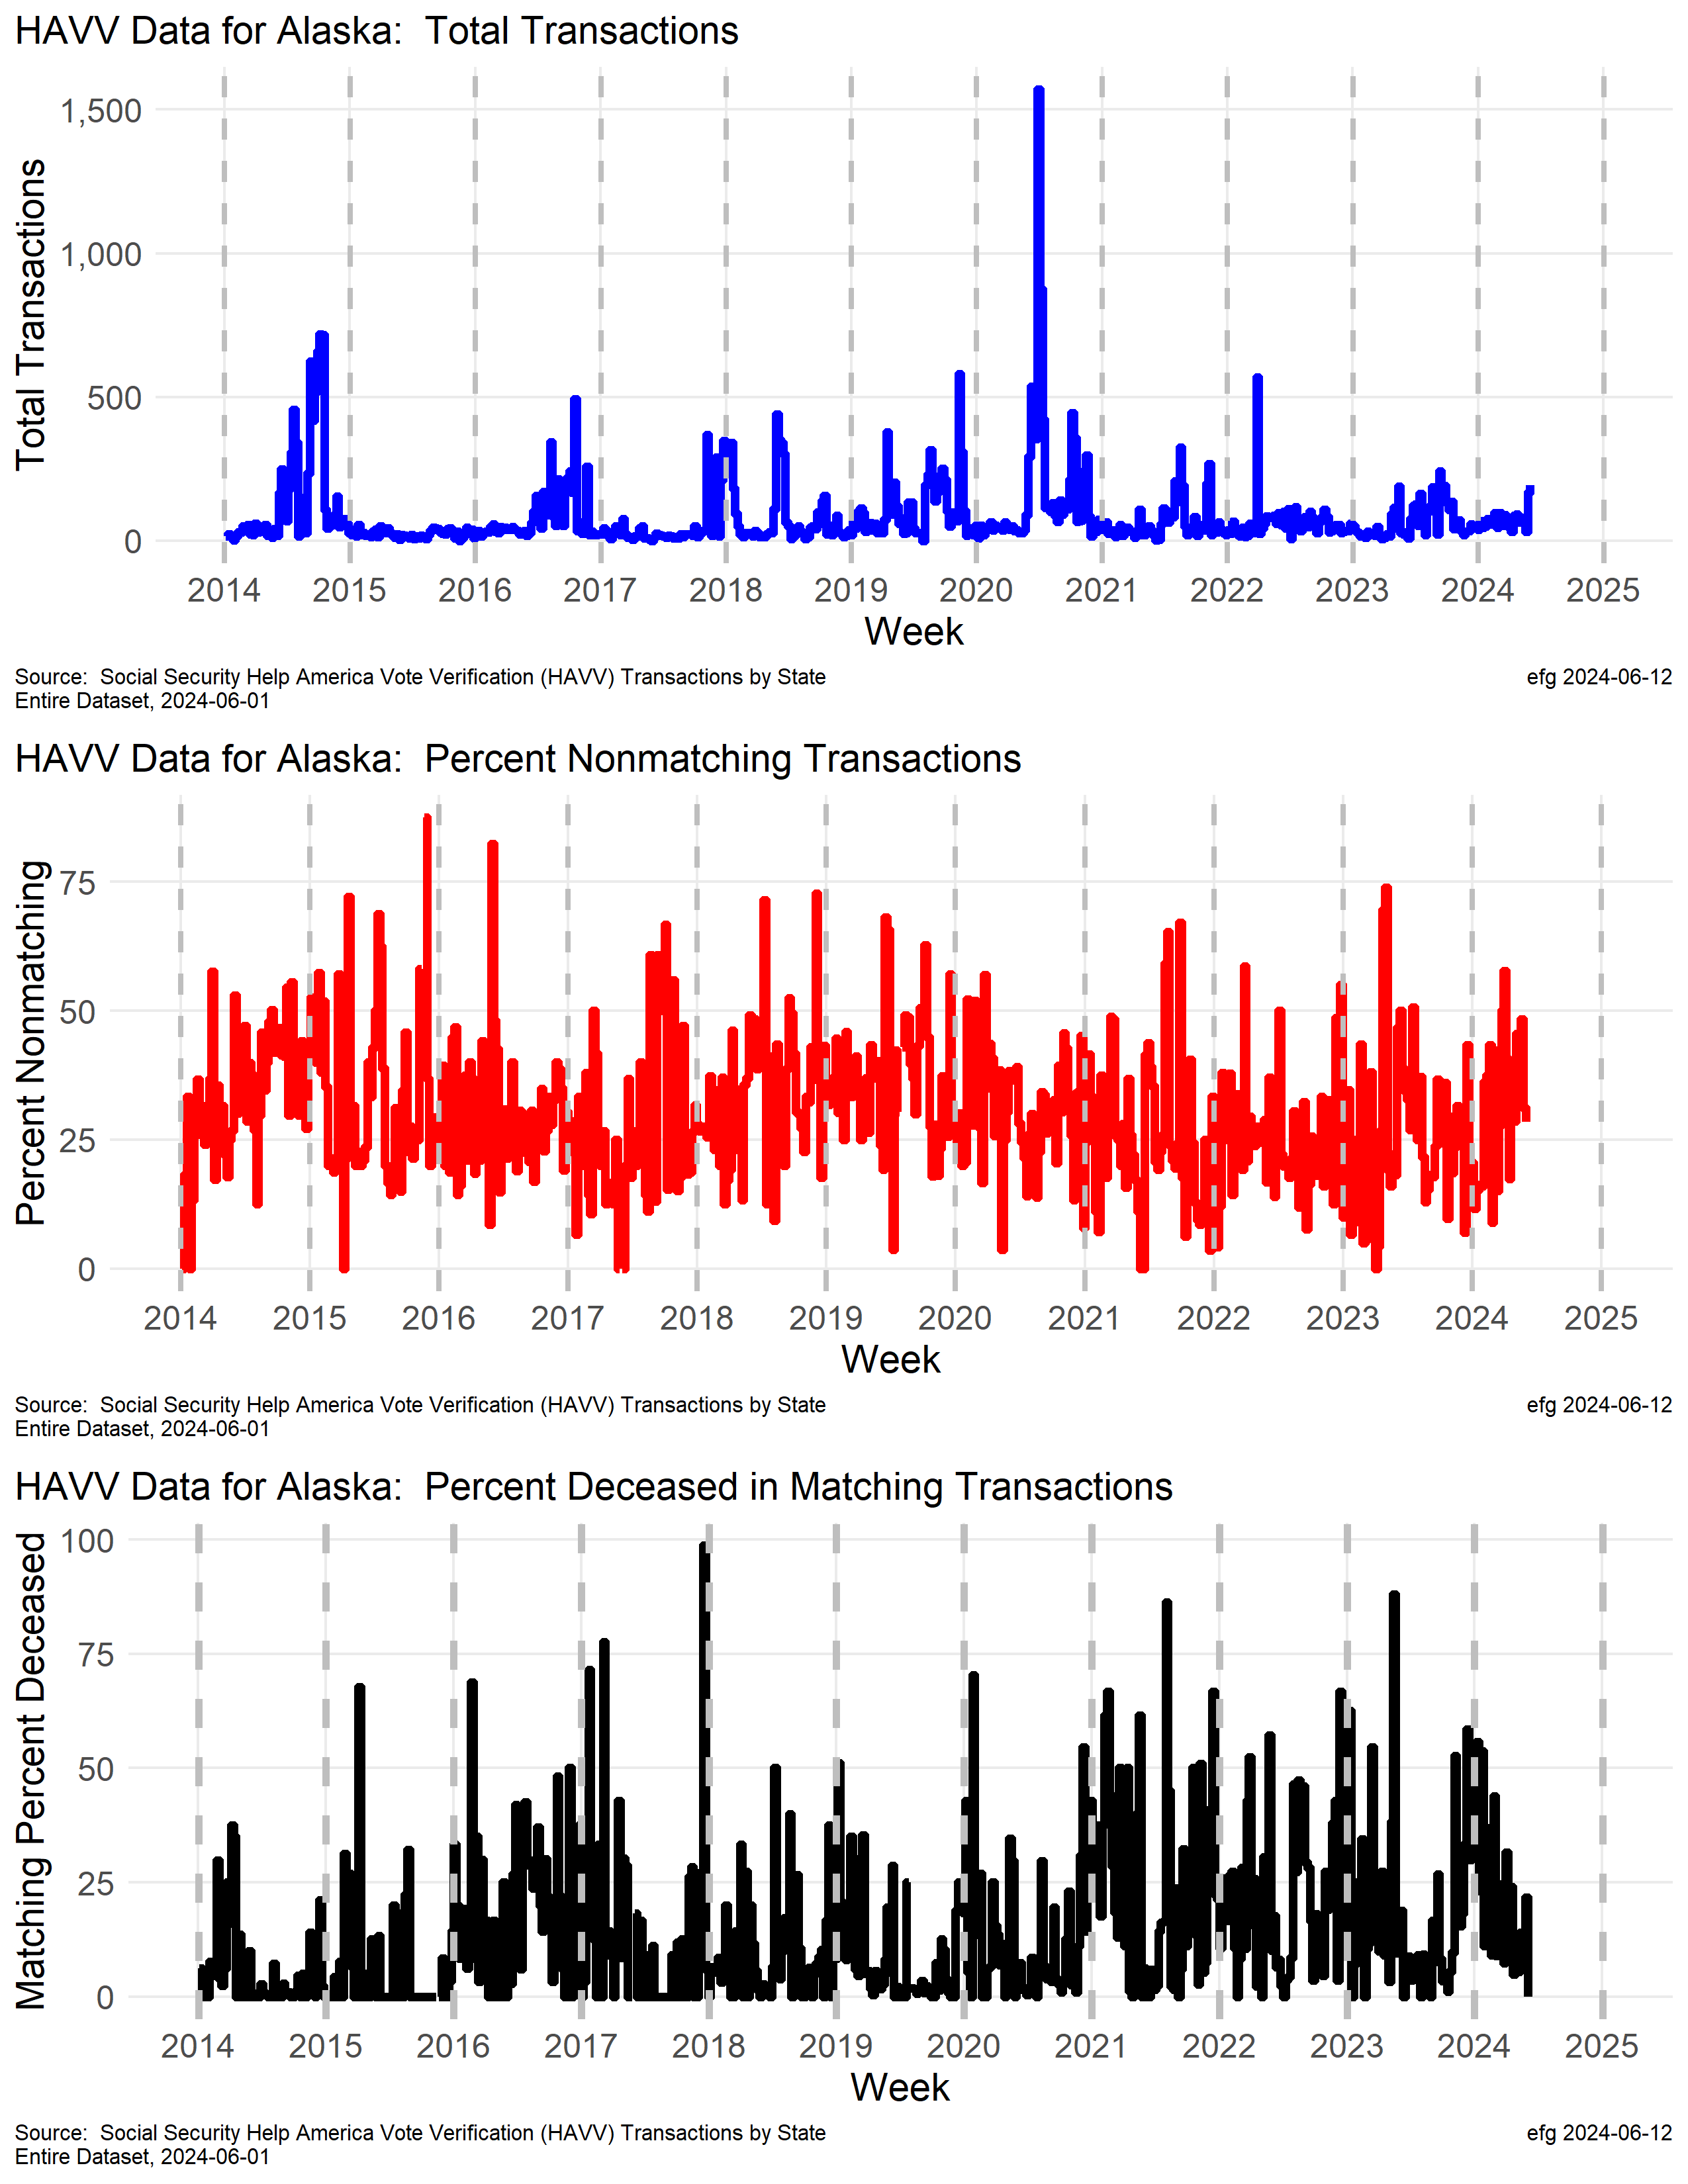 HAVV Data for Alaska:  Total Transactions
Total Transactions
1,500
1,000
500
0
2014 2015 2016 2017 2018 2019 2020 2021 2022 2023 2024 2025
Week
Source:  Social Security Help America Vote Verification (HAVV) Transactions by State
Entire Dataset, 2024-06-01
efg 2024-06-12
HAVV Data for Alaska:  Percent Nonmatching Transactions
Percent Nonmatching
75
50
25
0
2014 2015 2016 2017 2018 2019 2020 2021 2022 2023 2024 2025
Week
Source:  Social Security Help America Vote Verification (HAVV) Transactions by State
Entire Dataset, 2024-06-01
efg 2024-06-12
HAVV Data for Alaska:  Percent Deceased in Matching Transactions
Matching Percent Deceased
100
75
50
25
0
2014 2015 2016 2017 2018 2019 2020 2021 2022 2023 2024 2025
Week
Source:  Social Security Help America Vote Verification (HAVV) Transactions by State
Entire Dataset, 2024-06-01
efg 2024-06-12